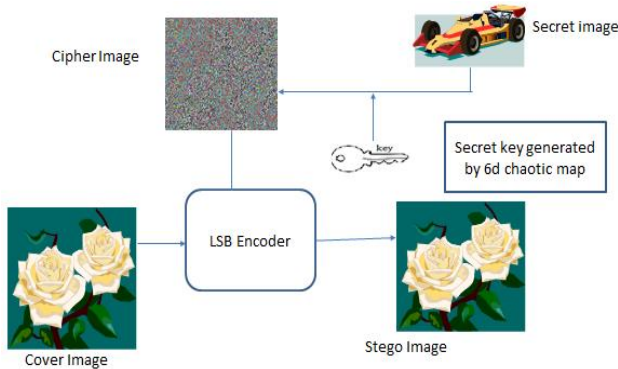 Secret image
Cipher Image
key
Secret key generated
by 6d chaotic map
LSB Encoder
Stego Image
Cover Image